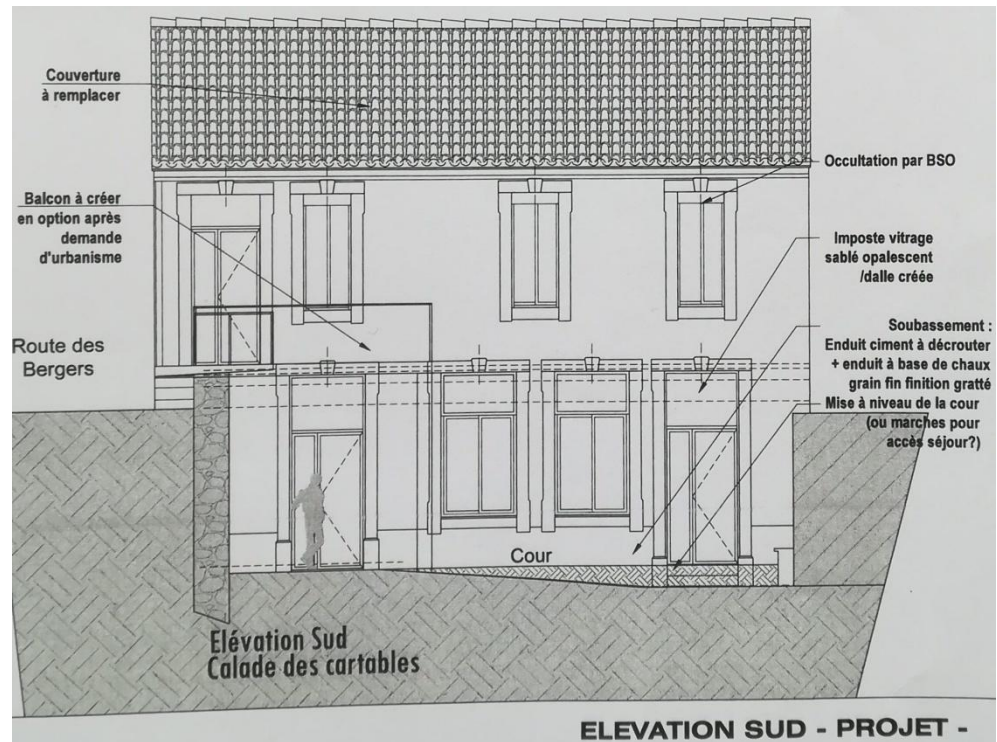 Couverture
à remplacer
Occultation par BSO
Balcon à créer
en option après
demande
d'urbanisme
Imposte vitrage
sablé opalescent
/dalle créée
Route des
Bergers
Soubassement :
Enduit ciment à décrouter
+ enduit à base de chaux
grain fin finition gratté
Mise à niveau de la cour
(ou marches pour
accès séjour?)
Cour
Elévation Sud
Calade des cartables
ELEVATION SUD - PROJET -